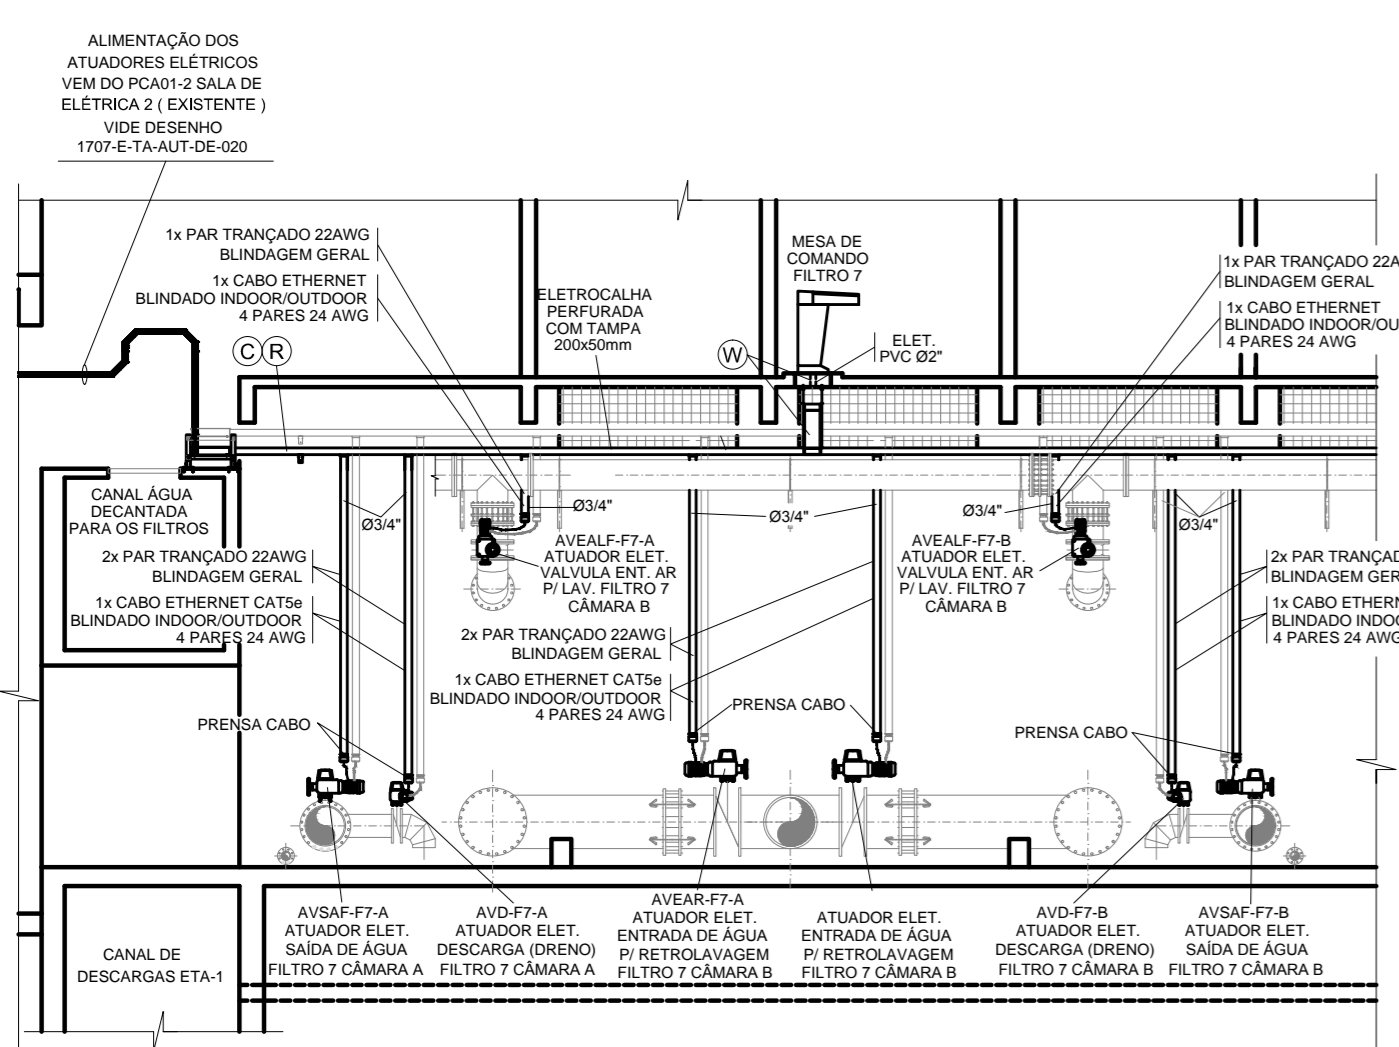 ALIMENTAÇÃO DOS
ATUADORES ELÉTRICOS
VEM DO PCA01-2 SALA DE
ELÉTRICA 2 ( EXISTENTE )
VIDE DESENHO
1707-E-TA-AUT-DE-020
1x PAR TRANÇADO 22AWG
BLINDAGEM GERAL
1x CABO ETHERNET
BLINDADO INDOOR/OUTDOOR
4 PARES 24 AWG
C R
ELETROCALHA
PERFURADA
COM TAMPA
200x50mm
MESA DE
COMANDO
FILTRO 7
W
ELET.
PVC Ø2"
1x PAR TRANÇADO 22A
BLINDAGEM GERAL
1x CABO ETHERNET
BLINDADO INDOOR/OU
4 PARES 24 AWG
CANAL ÁGUA
DECANTADA
PARA OS FILTROS
Ø3/4"
Ø3/4"
Ø3/4"
Ø3/4"
Ø3/4"
AVEALF-F7-A
ATUADOR ELET.
VALVULA ENT. AR
P/ LAV. FILTRO 7
CÂMARA B
AVEALF-F7-B
ATUADOR ELET.
VALVULA ENT. AR
P/ LAV. FILTRO 7
CÂMARA B
2x PAR TRANÇADO 22AWG
BLINDAGEM GERAL
1x CABO ETHERNET CAT5e
BLINDADO INDOOR/OUTDOOR
4 PARES 24 AWG
2x PAR TRANÇADO 22AWG
BLINDAGEM GERAL
1x CABO ETHERNET CAT5e
BLINDADO INDOOR/OUTDOOR
4 PARES 24 AWG
2x PAR TRANÇAD
BLINDAGEM GER
1x CABO ETHERN
BLINDADO INDOO
4 PARES 24 AWG
PRENSA CABO
PRENSA CABO
PRENSA CABO
AVSAF-F7-A
ATUADOR ELET.
SAÍDA DE ÁGUA
FILTRO 7 CÂMARA A
AVD-F7-A
ATUADOR ELET.
DESCARGA (DRENO)
FILTRO 7 CÂMARA A
AVEAR-F7-A
ATUADOR ELET.
ENTRADA DE ÁGUA
P/ RETROLAVAGEM
FILTRO 7 CÂMARA B
ATUADOR ELET.
ENTRADA DE ÁGUA
P/ RETROLAVAGEM
FILTRO 7 CÂMARA B
AVD-F7-B
ATUADOR ELET.
DESCARGA (DRENO)
FILTRO 7 CÂMARA B
AVSAF-F7-B
ATUADOR ELET.
SAÍDA DE ÁGUA
FILTRO 7 CÂMARA B
CANAL DE
DESCARGAS ETA-1